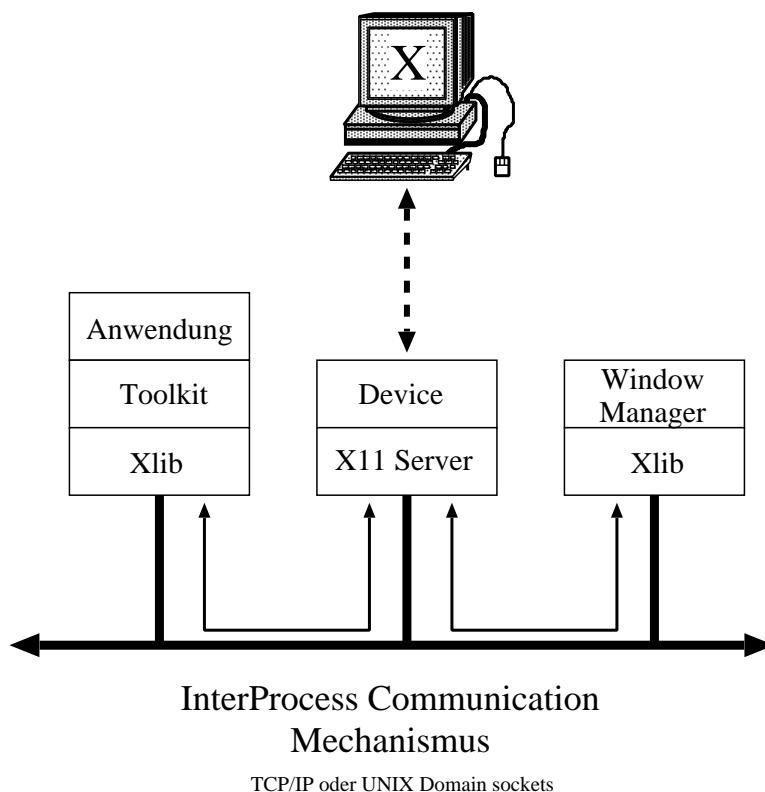 X
Anwendung
Toolkit
Xlib
Device
X11 Server
Window
Manager
Xlib
InterProcess Communication
Mechanismus
TCP/IP oder UNIX Domain sockets